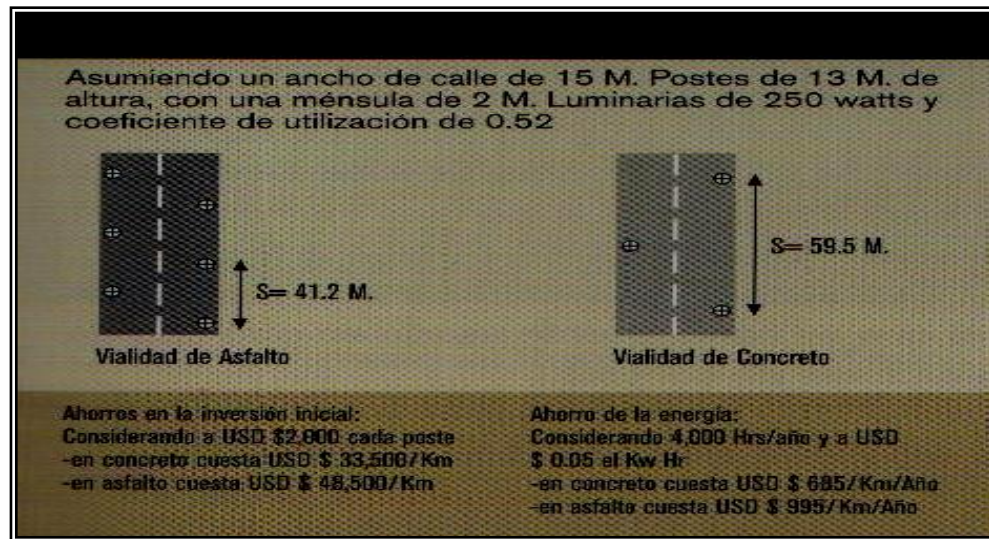 Asumiendo un ancho de calle de 15 M. Postes de 13 M. de
altura, con una ménsula de 2 M. Luminarias de 250 watts y
coeficiente de utilización de 0.52
S= 41.2 M.
Vialidad de Asfalto
S= 59.5 M.
Vialidad de Concreto
Ahorros en la inversión inicial:
Considerando a USD $2,000 cada poste
-en concreto cuesta USD $ 33,500/Km
-en asfalto cuesta USD $ 48,500/Km
Ahorro de la energía:
Considerando 4,000 Hrs/año y a USD
$ 0.05 el Kw Hr
-en concreto cuesta USD $ 685/Km/Año
-en asfalto cuesta USD $ 995/Km/Año